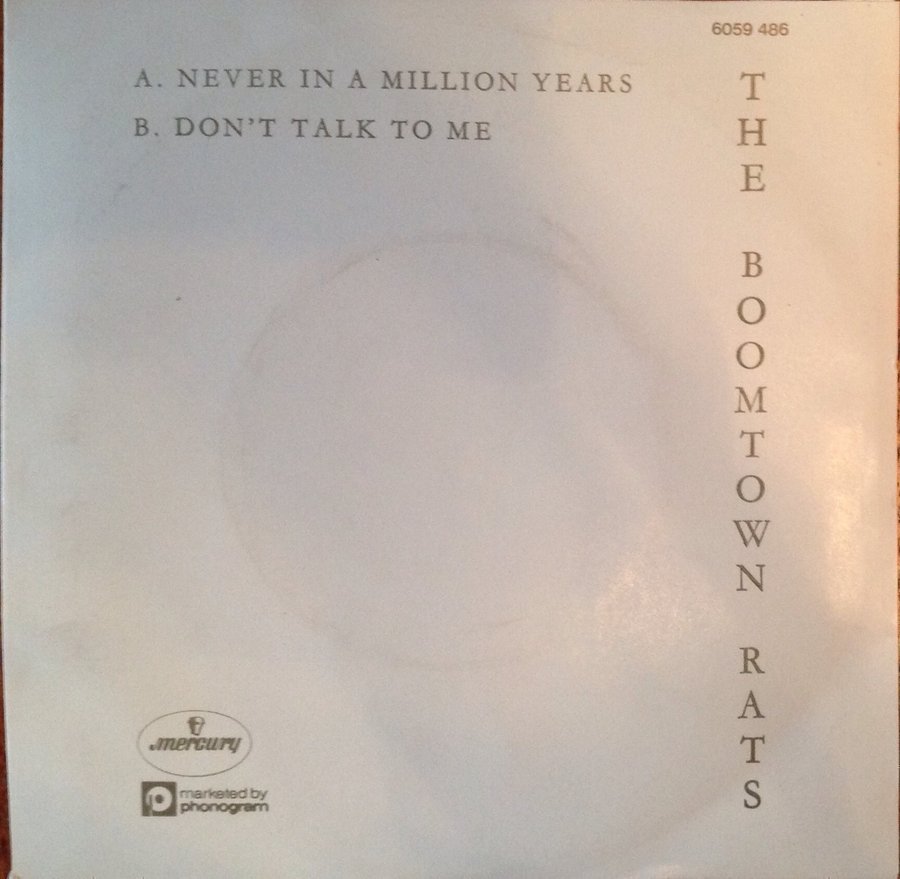 6059 486
A. NEVER IN A MILLION YEARS
B. DON'T TALK TO ME
THE BOOMTOWN RATS
mercury
marketed by
phonogram